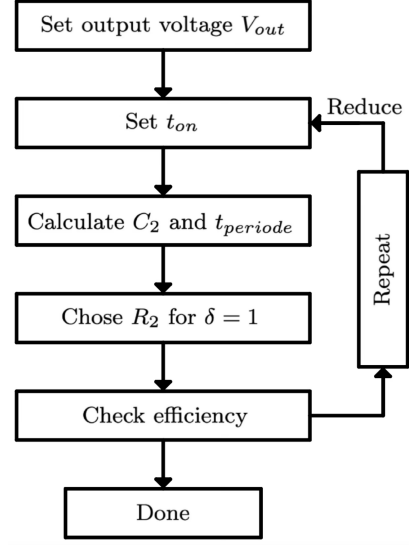 Set output voltage $V_{out}$
Set $t_{on}$
Reduce
Calculate $C_2$ and $t_{periode}$
Repeat
Chose $R_2$ for $\delta = 1$
Check efficiency
Done